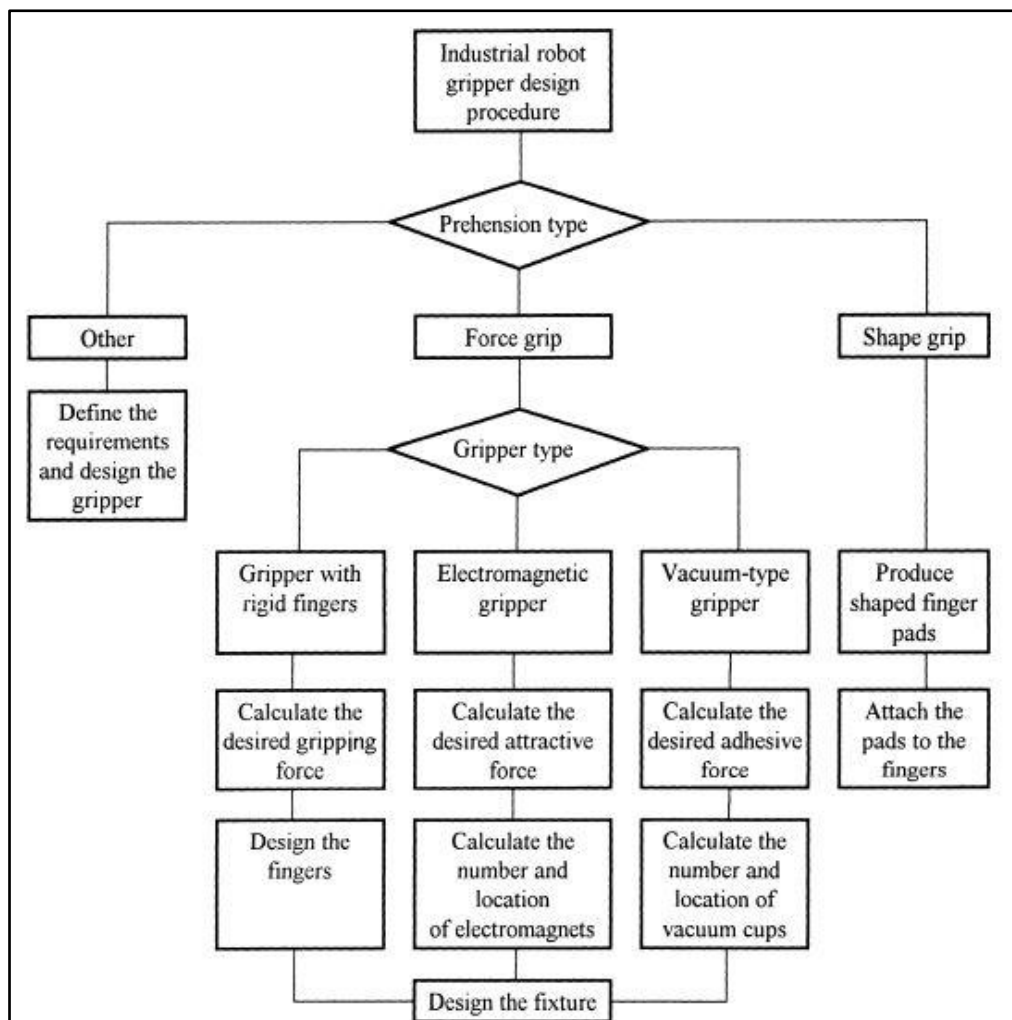 Industrial robot
gripper design
procedure
Prehension type
Other
Force grip
Shape grip
Define the
requirements
and design the
gripper
Gripper type
Gripper with
rigid fingers
Electromagnetic
gripper
Vacuum-type
gripper
Produce
shaped finger
pads
Calculate the
desired gripping
force
Calculate the
desired attractive
force
Calculate the
desired adhesive
force
Attach the
pads to the
fingers
Design the
fingers
Calculate the
number and
location
of electromagnets
Calculate the
number and
location of
vacuum cups
Design the fixture